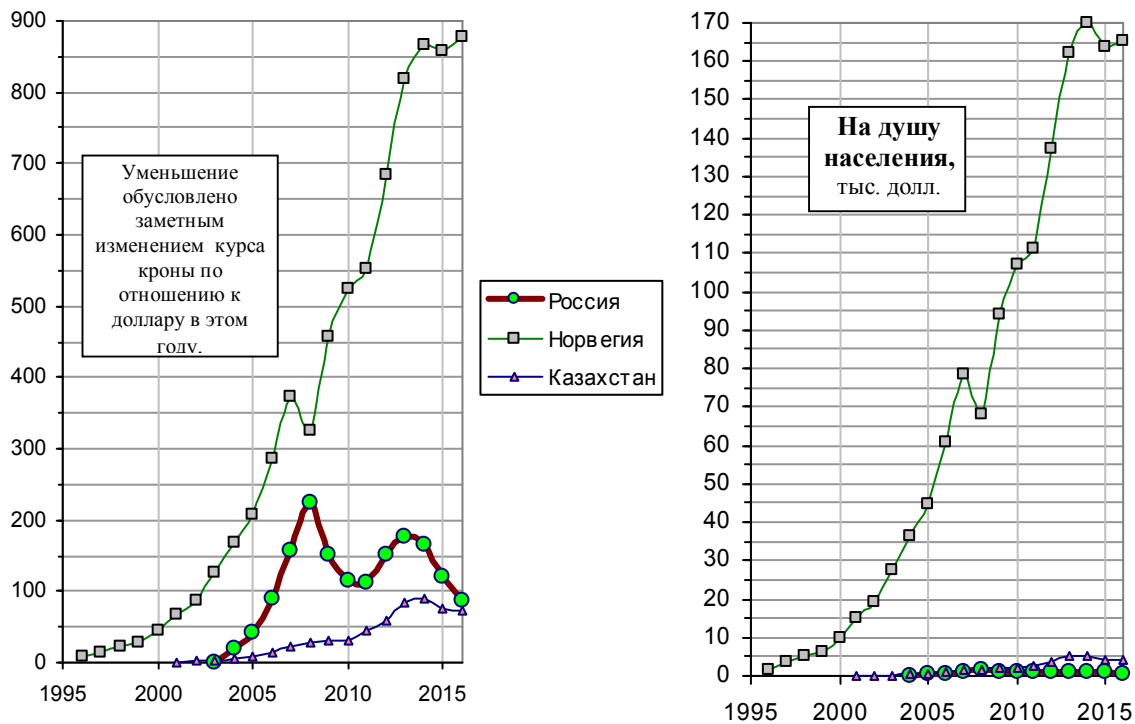 900
800
700
600
500
400
300
200
100
0
1995
2000
2005
2010
2015
Уменьшение
обусловлено
заметным
изменением курса
кроны по
отношению к
доллару в этом
году.
Россия
Норвегия
Казахстан
170
160
150
140
130
120
110
100
90
80
70
60
50
40
30
20
10
0
1995
2000
2005
2010
2015
На душу
населения,
тыс. долл.